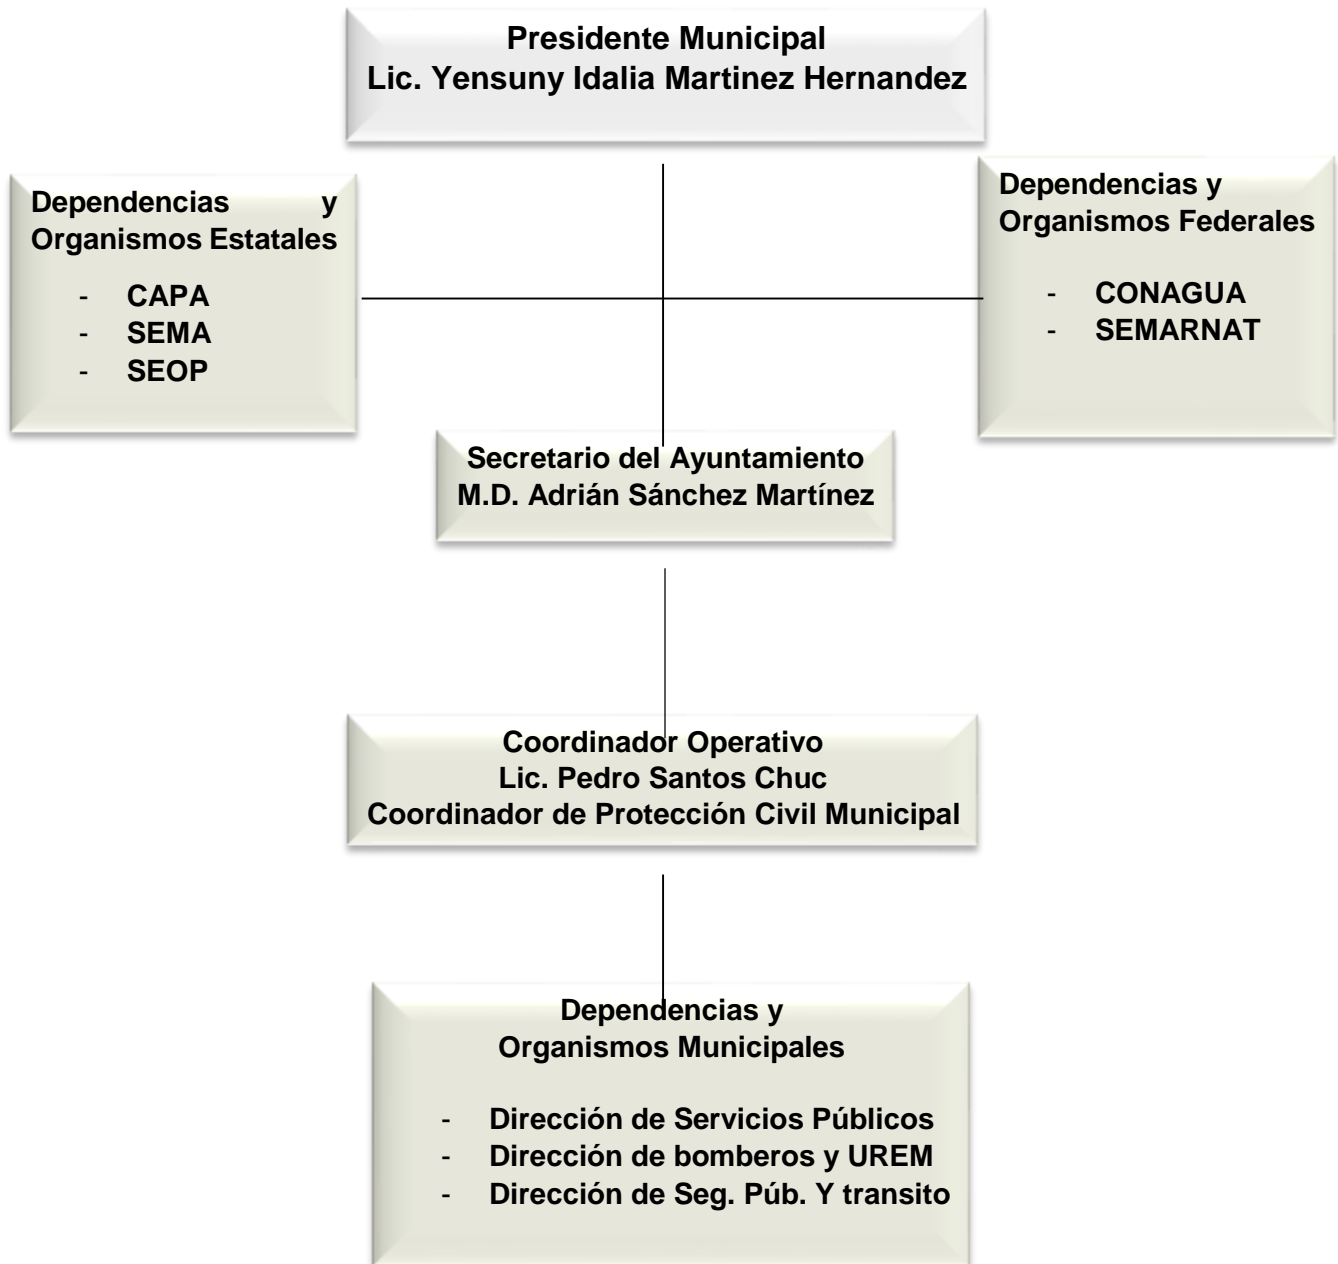 Presidente Municipal
Lic. Yensuny Idalia Martinez Hernandez
Dependencias y
Organismos Estatales
- CAPA
- SEMA
- SEOP
Dependencias y
Organismos Federales
- CONAGUA
- SEMARNAT
Secretario del Ayuntamiento
M.D. Adrián Sánchez Martínez
Coordinador Operativo
Lic. Pedro Santos Chuc
Coordinador de Protección Civil Municipal
Dependencias y
Organismos Municipales
- Dirección de Servicios Públicos
- Dirección de bomberos y UREM
- Dirección de Seg. Púb. Y transito